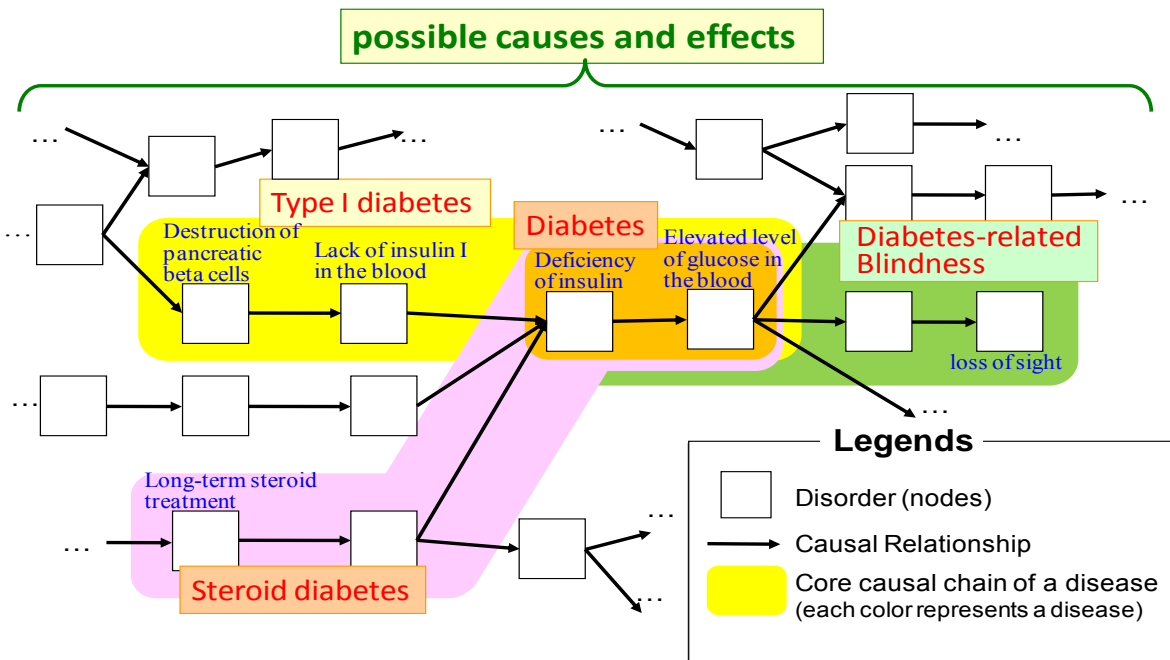 possible causes and effects
...
...
...
...
...
Type I diabetes
...
Destruction of
pancreatic
beta cells
Lack of insulin I
in the blood
Diabetes
Deficiency
of insulin
Elevated level
of glucose in
the blood
Diabetes-related
Blindness
loss of sight
...
...
Long-term steroid
treatment
...
Steroid diabetes
...
...
Legends
Disorder (nodes)
Causal Relationship
Core causal chain of a disease
(each color represents a disease)